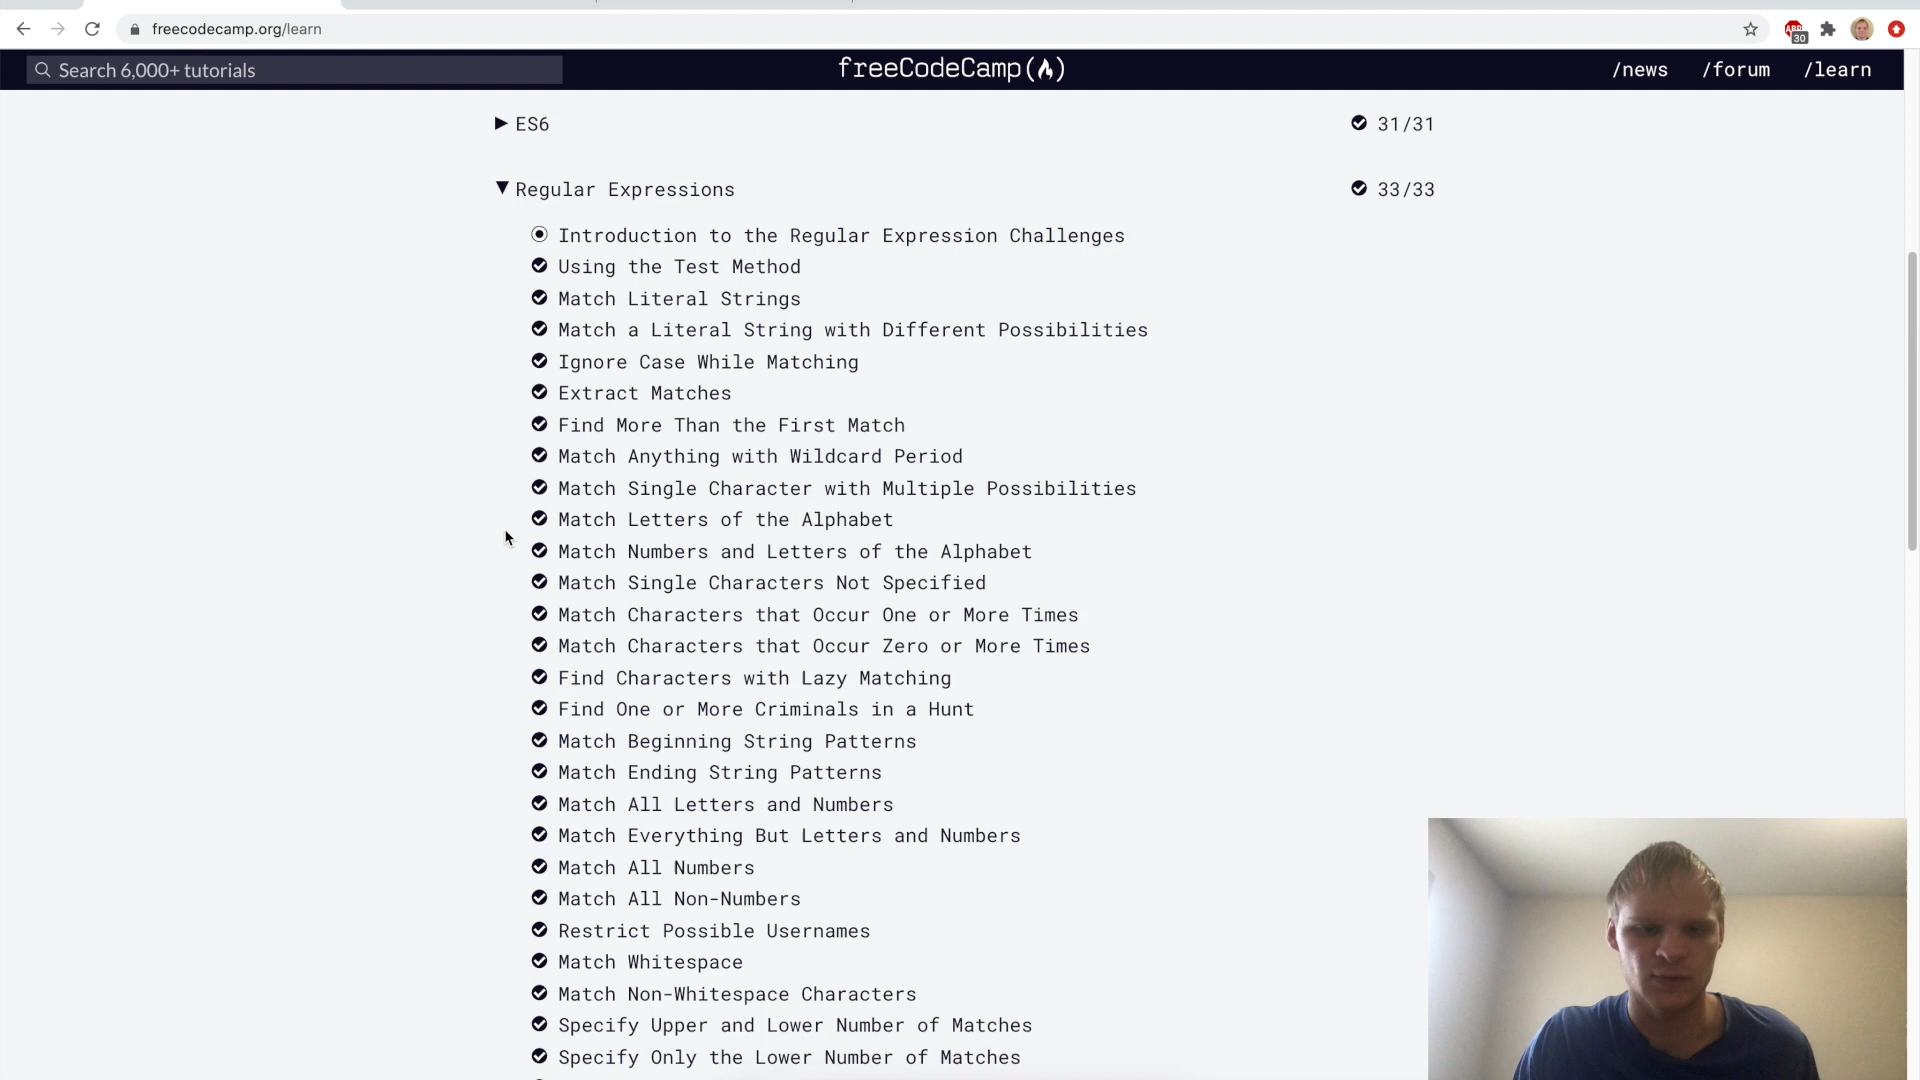 freecodecamp.org/learn
30
Search 6,000+ tutorials
freeCodeCamp
/news
/forum
/learn
ES6
31/31
Regular Expressions
33/33
Introduction to the Regular Expression Challenges
Using the Test Method
Match Literal Strings
Match a Literal String with Different Possibilities
Ignore Case While Matching
Extract Matches
Find More Than the First Match
Match Anything with Wildcard Period
Match Single Character with Multiple Possibilities
Match Letters of the Alphabet
Match Numbers and Letters of the Alphabet
Match Single Characters Not Specified
Match Characters that Occur One or More Times
Match Characters that Occur Zero or More Times
Find Characters with Lazy Matching
Find One or More Criminals in a Hunt
Match Beginning String Patterns
Match Ending String Patterns
Match All Letters and Numbers
Match Everything But Letters and Numbers
Match All Numbers
Match All Non-Numbers
Restrict Possible Usernames
Match Whitespace
Match Non-Whitespace Characters
Specify Upper and Lower Number of Matches
Specify Only the Lower Number of Matches